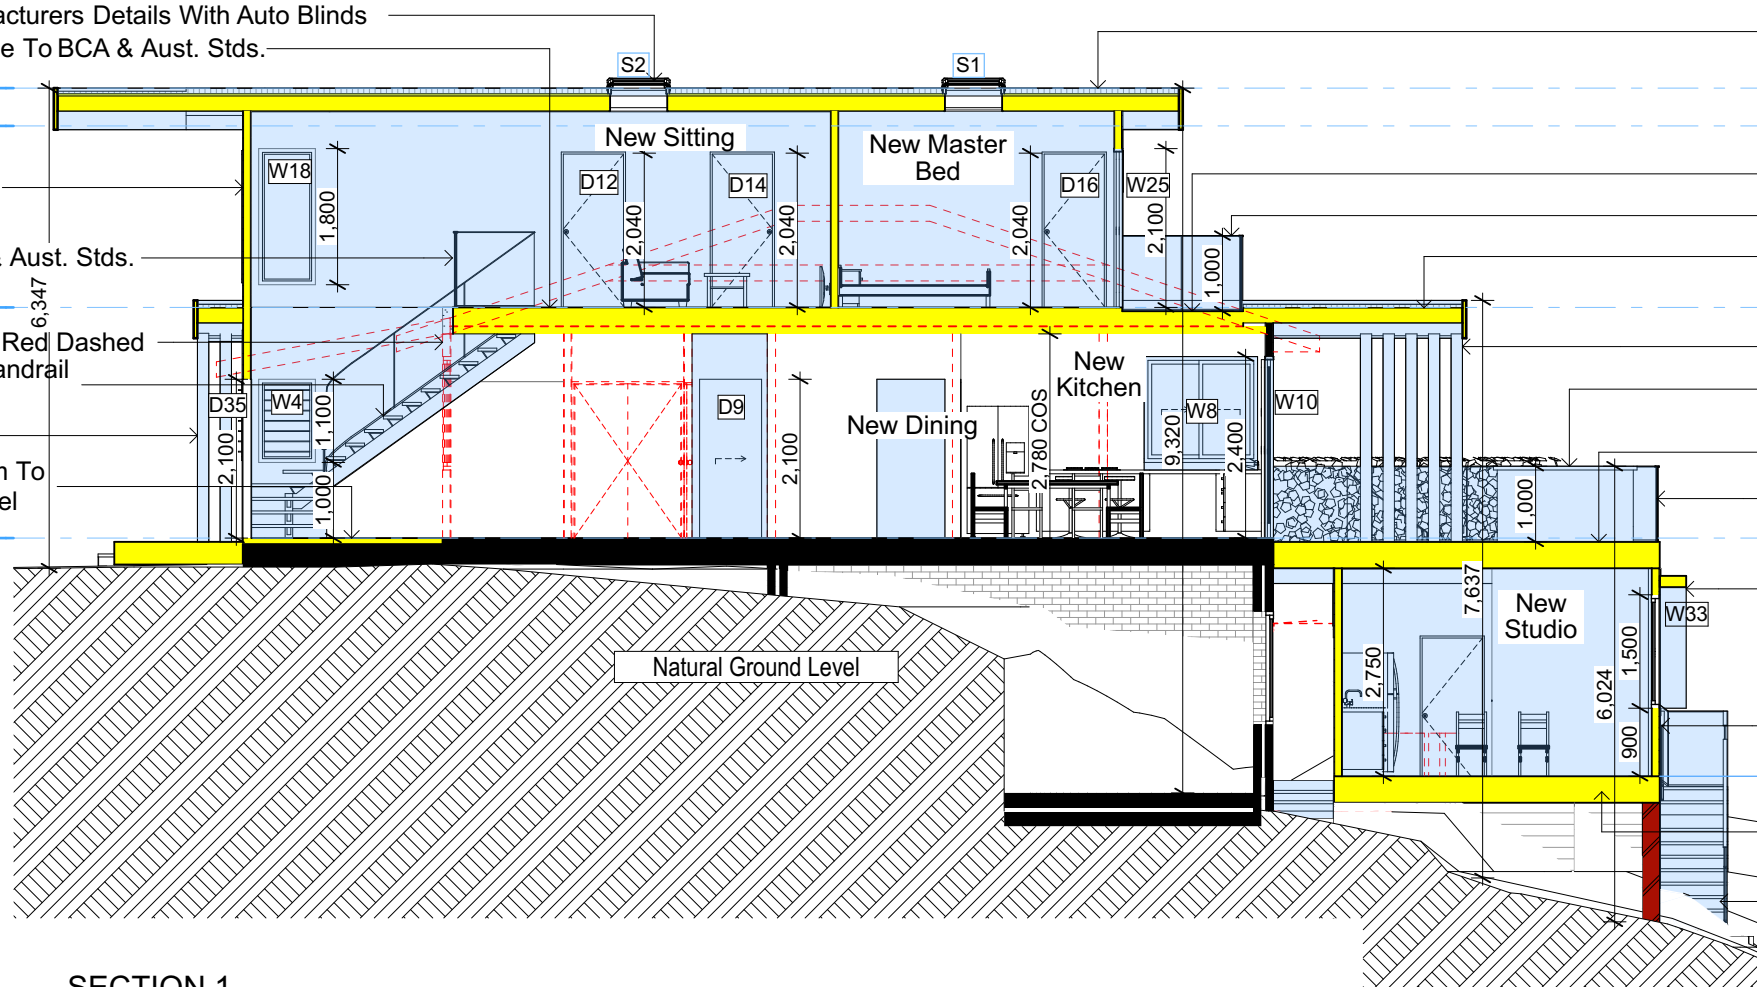 acturers Details With Auto Blinds
e To BCA & Aust. Stds.
S2
S1
New Sitting
New Master
Bed
W18
D12
D14
D16
W25
1,800
2,040
2,040
2,040
2,100
1,000
& Aust. Stds.
6,347
Red Dashed
andrail
New
Kitchen
D35
W4
D9
W8
W10
New Dining
2,100
1,100
1,000
2,100
2,780 COS
9,320
2,400
1,000
n To
el
7,637
New
Studio
W33
Natural Ground Level
2,750
6,024
1,500
900
SECTION 1